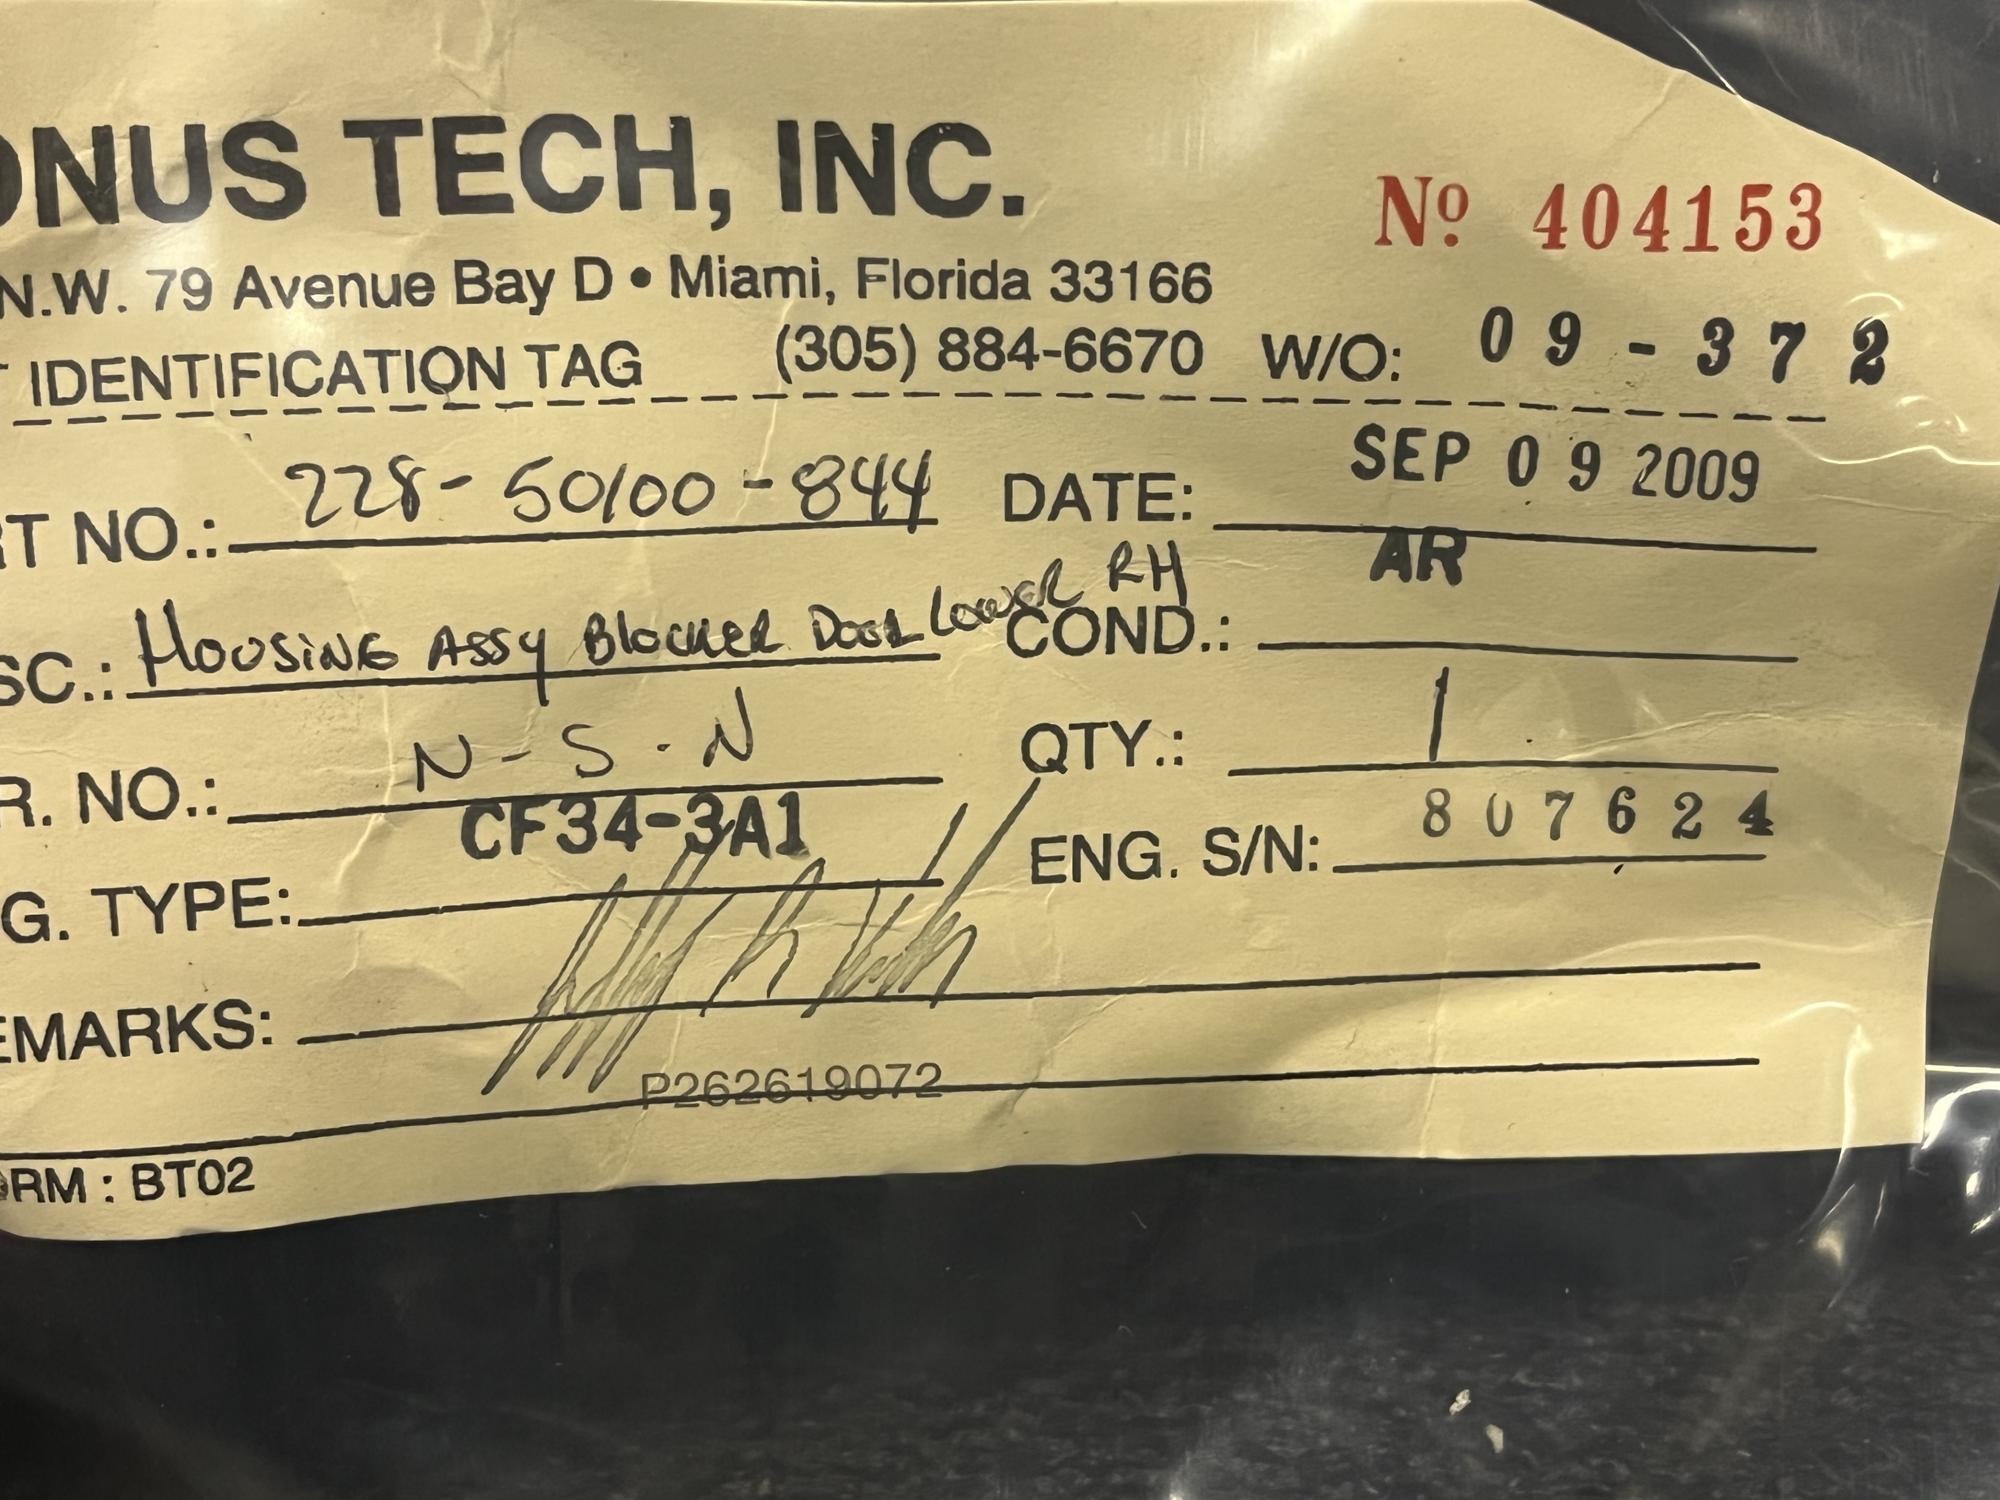 ONUS TECH, INC.
Nº 404153
N.W. 79 Avenue Bay D • Miami, Florida 33166
IDENTIFICATION TAG (305) 884-6670 W/O: 09-372
RT NO.: 228-50100-844 DATE: SEP 09 2009
SC.: HOUSING ASSY BLOCKER DOOR LOWER RH COND.: AR
R. NO.: N-S-N QTY.: 1
G. TYPE: CF34-3A1 ENG. S/N: 807624
EMARKS:
P262619072
ORM : BT02